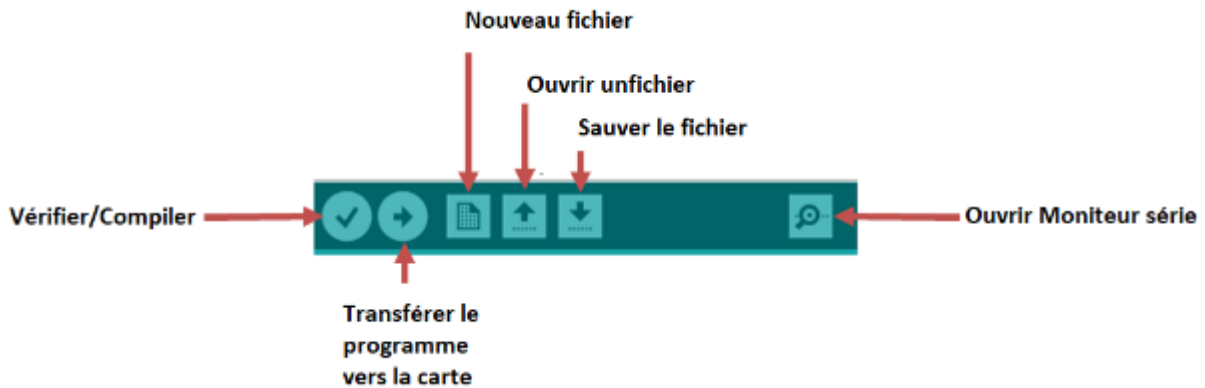 Nouveau fichier
Ouvrir unfichier
Sauver le fichier
Vérifier/Compiler
Ouvrir Moniteur série
Transférer le
programme
vers la carte